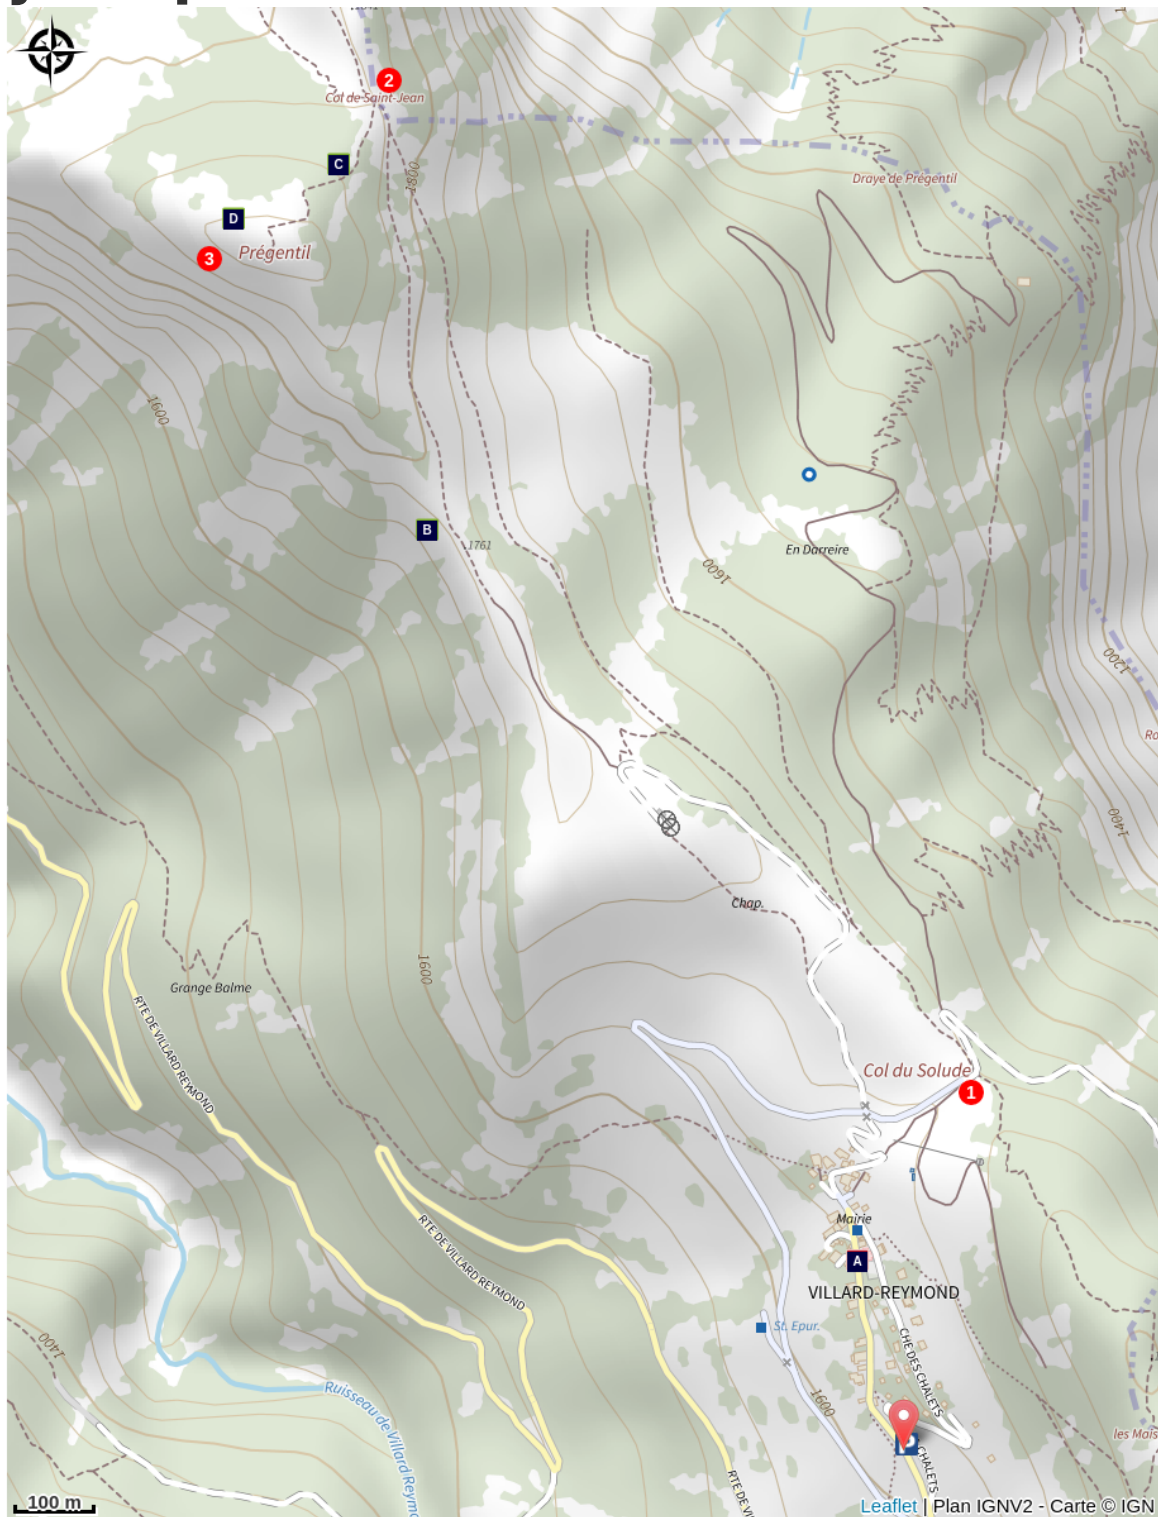 2
Col de Saint-Jean
C
1800
Draye de Prégentil
D
3
Prégentil
1600
B
1761
En Darreire
1600
1200
Ro
1400
Chap.
1600
Grange Balme
RTE DE VILLARD REYMOND
Col du Solude
1
Mairie
A
VILLARD-REYMOND
RTE DE VILLARD REYMOND
St. Epur.
CHE DES CHALETS
1400
Ruisseau de Villard Reymo
1600
les Mais
P
CHALETS
RTE DE VI
100 m
Leaflet | Plan IGNV2 - Carte © IGN